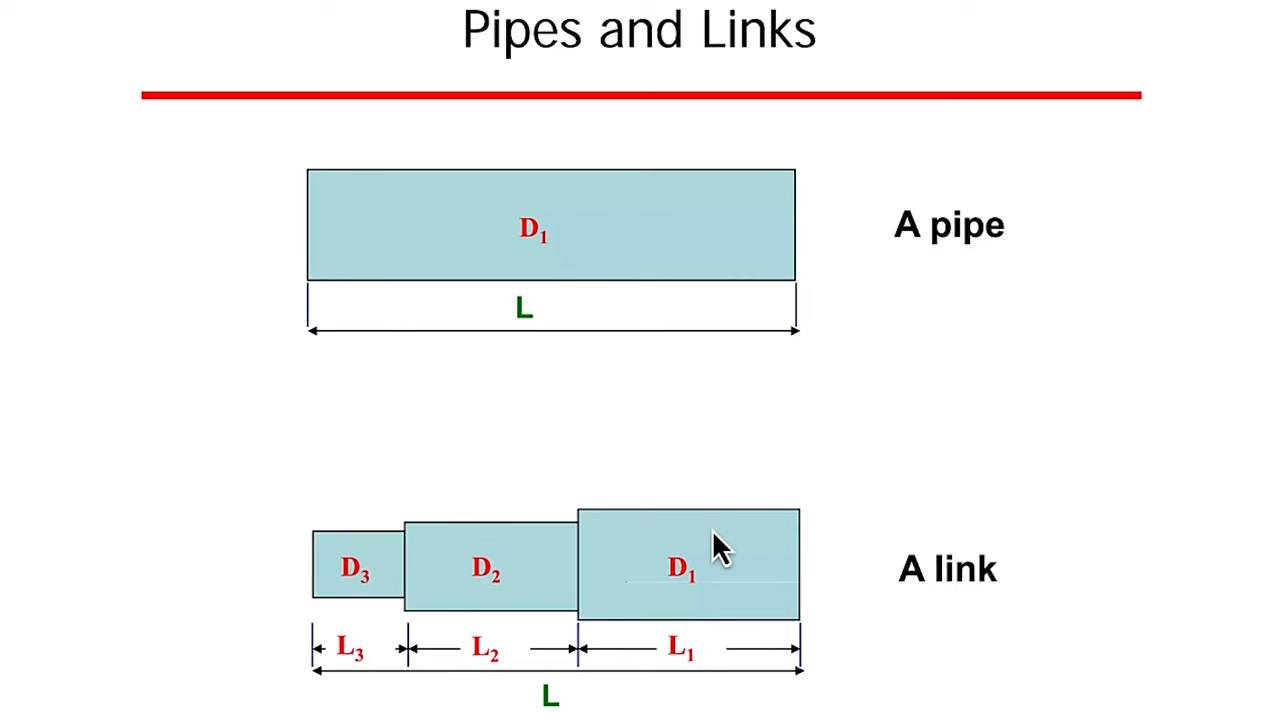 Pipes and Links
D₁
A pipe
L
D₃ D₂ D₁
A link
L₃ L₂ L₁
L